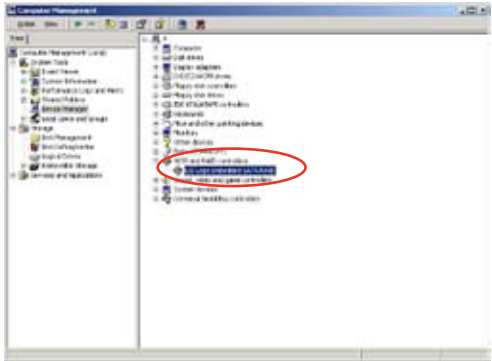 Computer Management
Action View
Tree
Computer Management (Local)
System Tools
Event Viewer
System Information
Performance Logs and Alerts
Shared Folders
Device Manager
Local Users and Groups
Storage
Disk Management
Disk Defragmenter
Logical Drives
Removable Storage
Services and Applications
Computer
Disk drives
Display adapters
DVD/CD-ROM drives
Floppy disk controllers
Floppy disk drives
IDE ATA/ATAPI controllers
Keyboards
Mice and other pointing devices
Monitors
Other devices
Ports (COM & LPT)
SCSI and RAID controllers
Sound, video and game controllers
System devices
Universal Serial Bus controllers